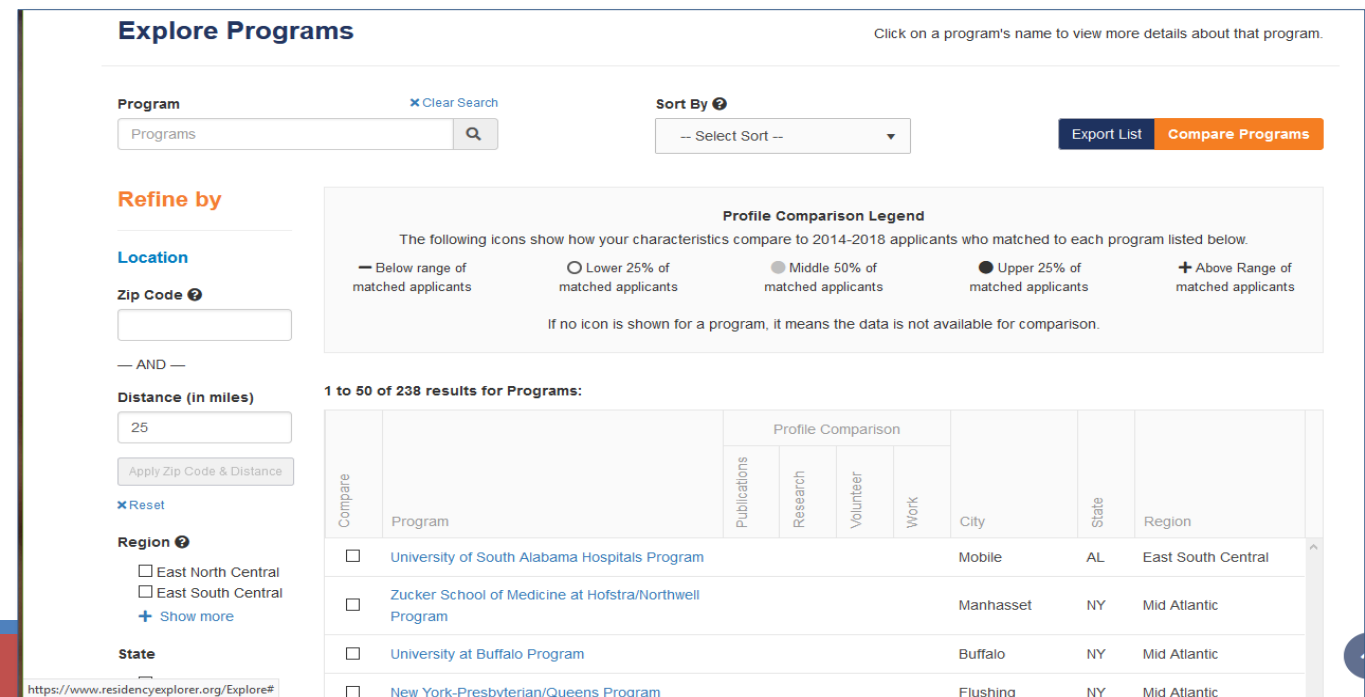 Explore Programs
Click on a program's name to view more details about that program.
Program
Clear Search
Sort By
Programs
-- Select Sort --
Export List
Compare Programs
Refine by
Location
Zip Code
— AND —
Distance (in miles)
25
Apply Zip Code & Distance
Reset
Region
East North Central
East South Central
Show more
State
Profile Comparison Legend
The following icons show how your characteristics compare to 2014-2018 applicants who matched to each program listed below.
Below range of
matched applicants
Lower 25% of
matched applicants
Middle 50% of
matched applicants
Upper 25% of
matched applicants
Above Range of
matched applicants
If no icon is shown for a program, it means the data is not available for comparison.
1 to 50 of 238 results for Programs:
Profile Comparison
Compare
Program
Publications
Research
Volunteer
Work
City
State
Region
University of South Alabama Hospitals Program Mobile AL East South Central
Zucker School of Medicine at Hofstra/Northwell
Program
Manhasset NY Mid Atlantic
University at Buffalo Program Buffalo NY Mid Atlantic
New York-Presbyterian/Queens Program Flushing NY Mid Atlantic
https://www.residencyexplorer.org/Explore#